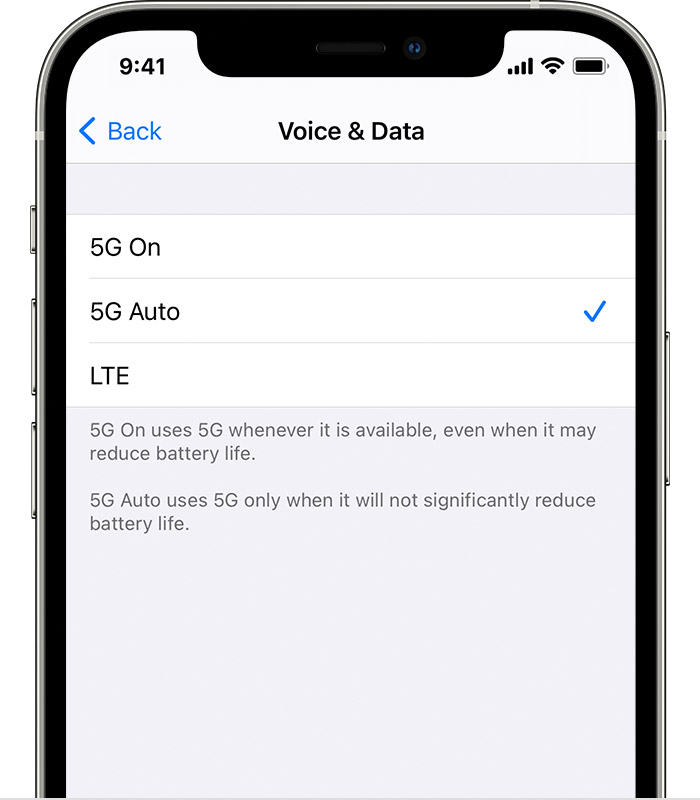 9:41
Back
Voice & Data
5G On
5G Auto
LTE
5G On uses 5G whenever it is available, even when it may
reduce battery life.
5G Auto uses 5G only when it will not significantly reduce
battery life.